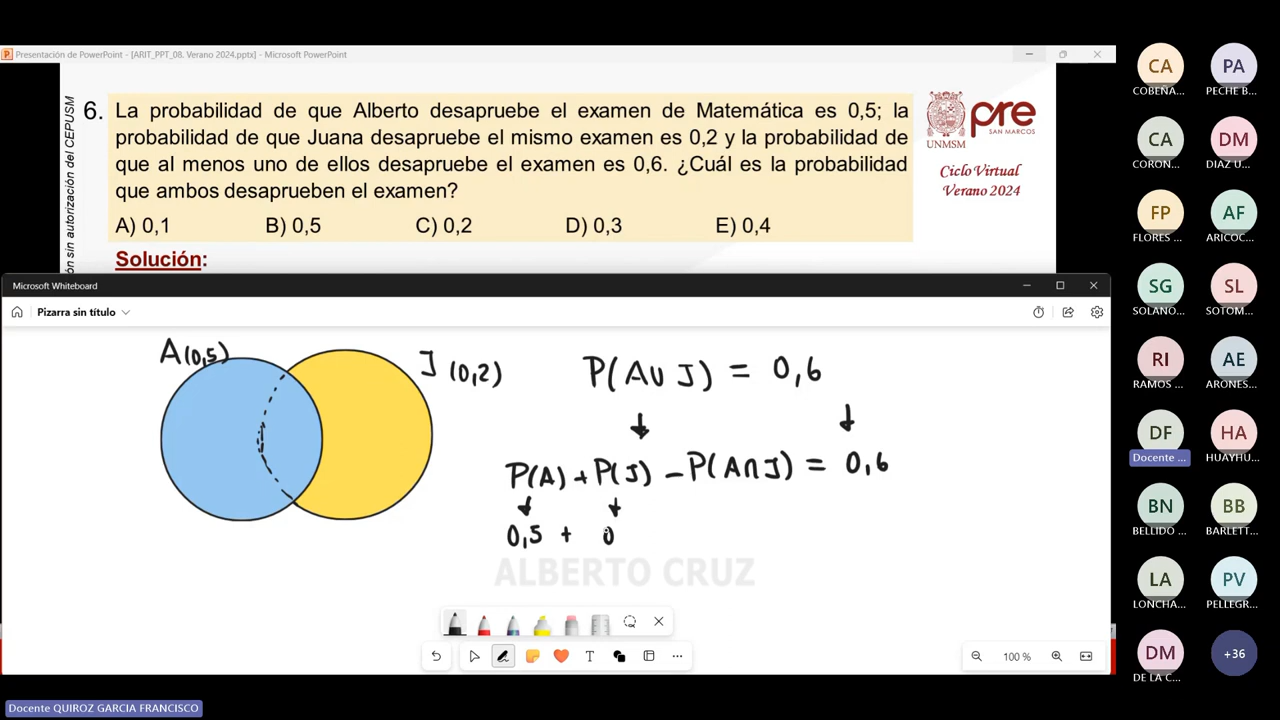 Presentación de PowerPoint - [ARIT_PPT_08. Verano 2024.pptx] - Microsoft PowerPoint
ón sin autorización del CEPUSM
6. La probabilidad de que Alberto desapruebe el examen de Matemática es 0,5; la
probabilidad de que Juana desapruebe el mismo examen es 0,2 y la probabilidad de
que al menos uno de ellos desapruebe el examen es 0,6. ¿Cuál es la probabilidad
que ambos desaprueben el examen?
A) 0,1 B) 0,5 C) 0,2 D) 0,3 E) 0,4
Solución:
UNMSM
pre
SAN MARCOS
Ciclo Virtual
Verano 2024
Microsoft Whiteboard
Pizarra sin título
A(0,5)
J (0,2)
P(A∪J) = 0,6
P(A) + P(J) - P(A∩J) = 0,6
0,5 + 0
ALBERTO CRUZ
100 %
CA PA
COBEÑA... PECHE B...
CA DM
CORON... DIAZ U...
FP AF
FLORES ... ARICOC...
SG SL
SOLANO... SOTOM...
RI AE
RAMOS ... ARONES...
DF HA
Docente ... HUAYHU...
BN BB
BELLIDO ... BARLETT...
LA PV
LONCHA... PELLEGR...
DM +36
DE LA C...
Docente QUIROZ GARCIA FRANCISCO